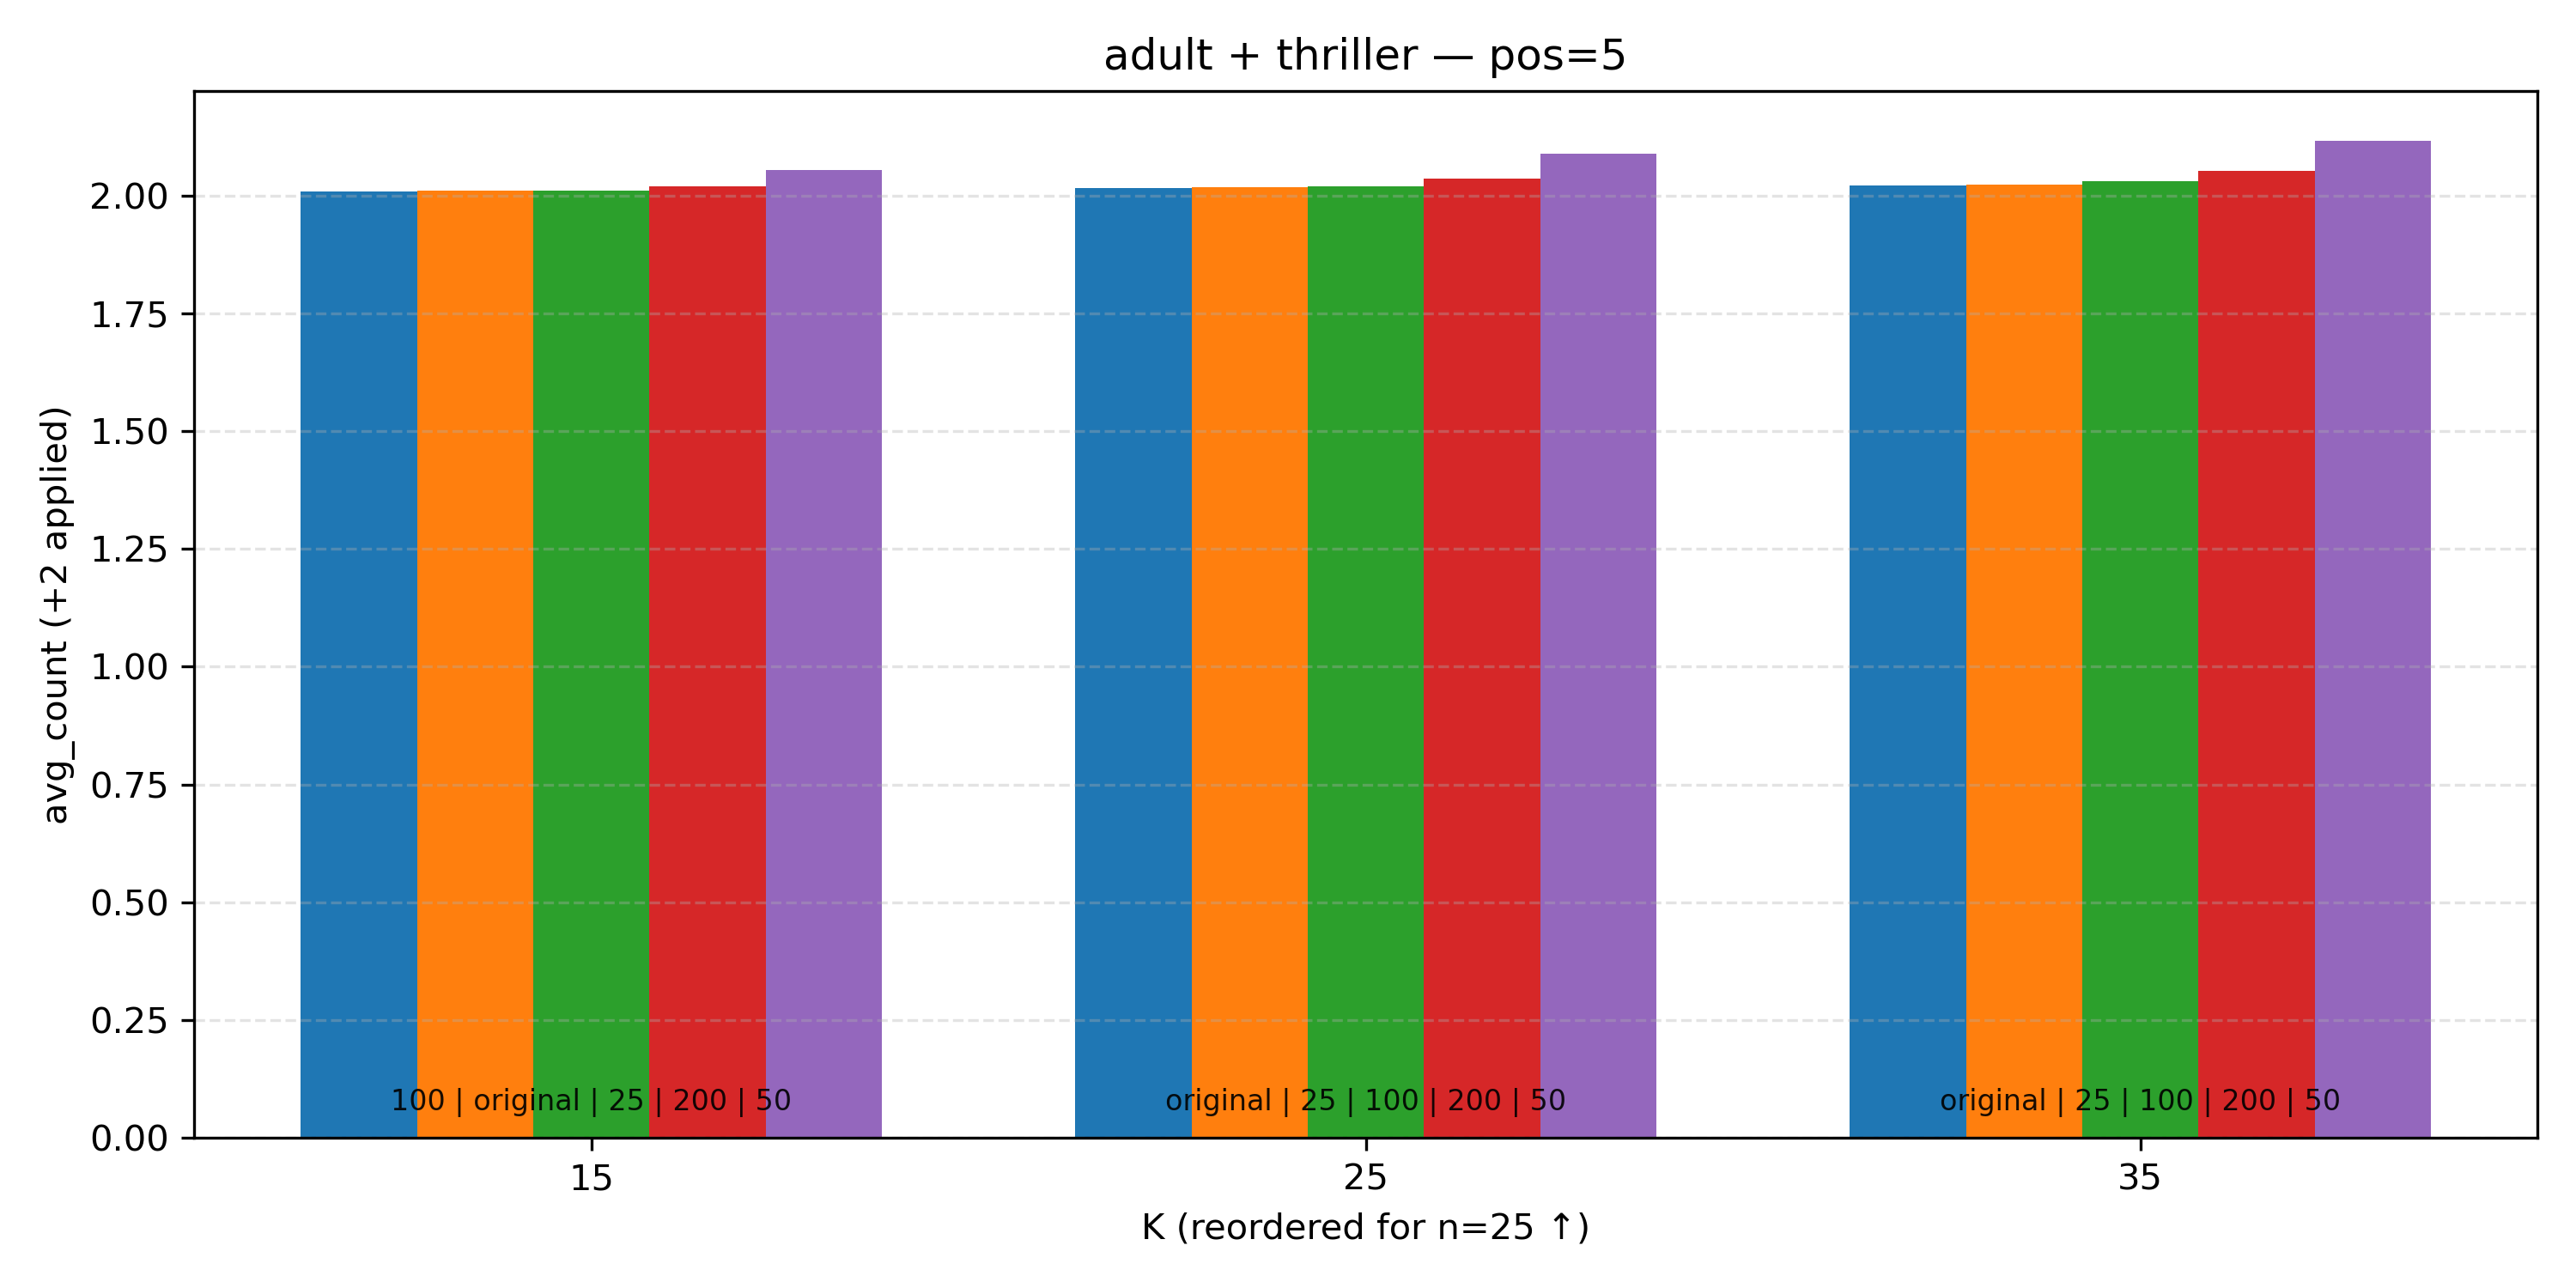 adult + thriller — pos=5
avg_count (+2 applied)
2.00
1.75
1.50
1.25
1.00
0.75
0.50
0.25
0.00
100 | original | 25 | 200 | 50
original | 25 | 100 | 200 | 50
original | 25 | 100 | 200 | 50
15
25
35
K (reordered for n=25 ↑)